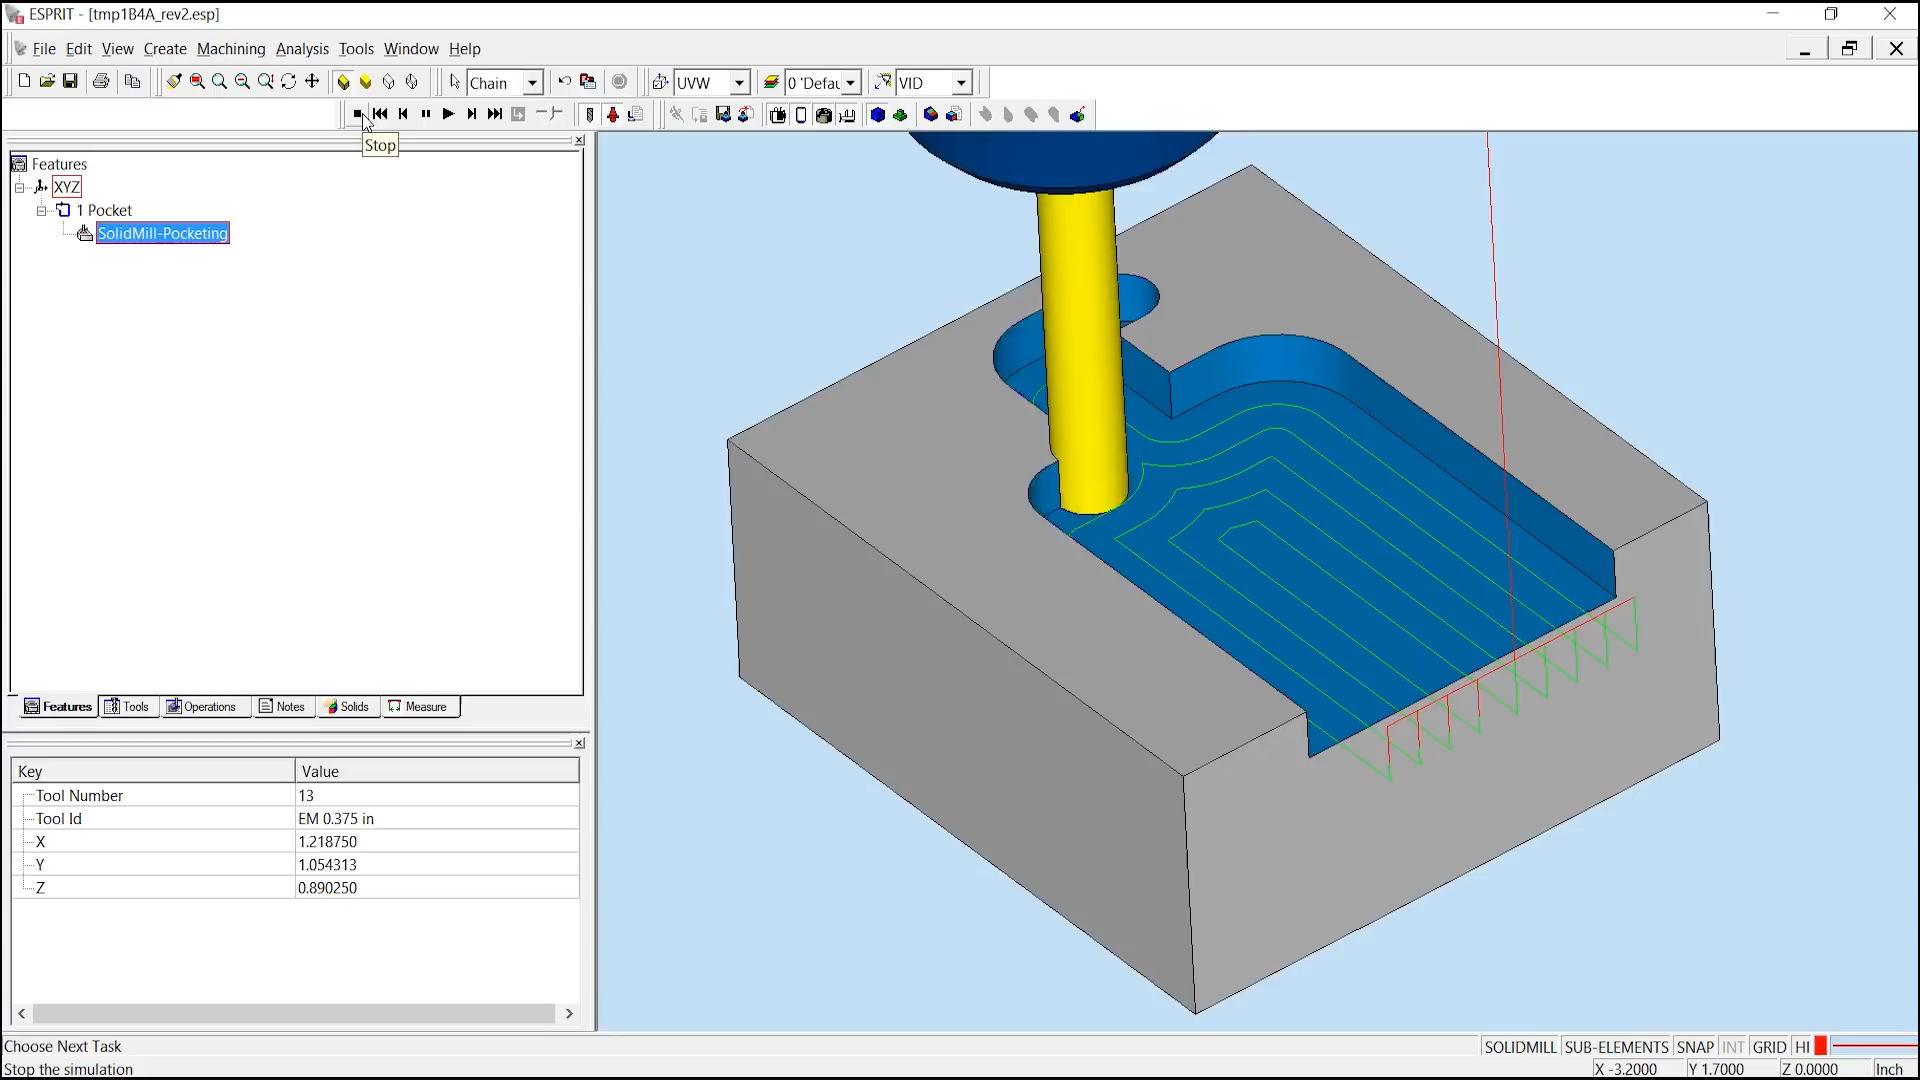 ESPRIT - [tmp1B4A_rev2.esp]
File Edit View Create Machining Analysis Tools Window Help
Chain UVW 0 'Defau VID
Stop
Features
XYZ
1 Pocket
SolidMill-Pocketing
Features Tools Operations Notes Solids Measure
Key Value
Tool Number 13
Tool Id EM 0.375 in
X 1.218750
Y 1.054313
Z 0.890250
Choose Next Task SOLIDMILL SUB-ELEMENTS SNAP INT GRID HI
Stop the simulation X -3.2000 Y 1.7000 Z 0.0000 Inch